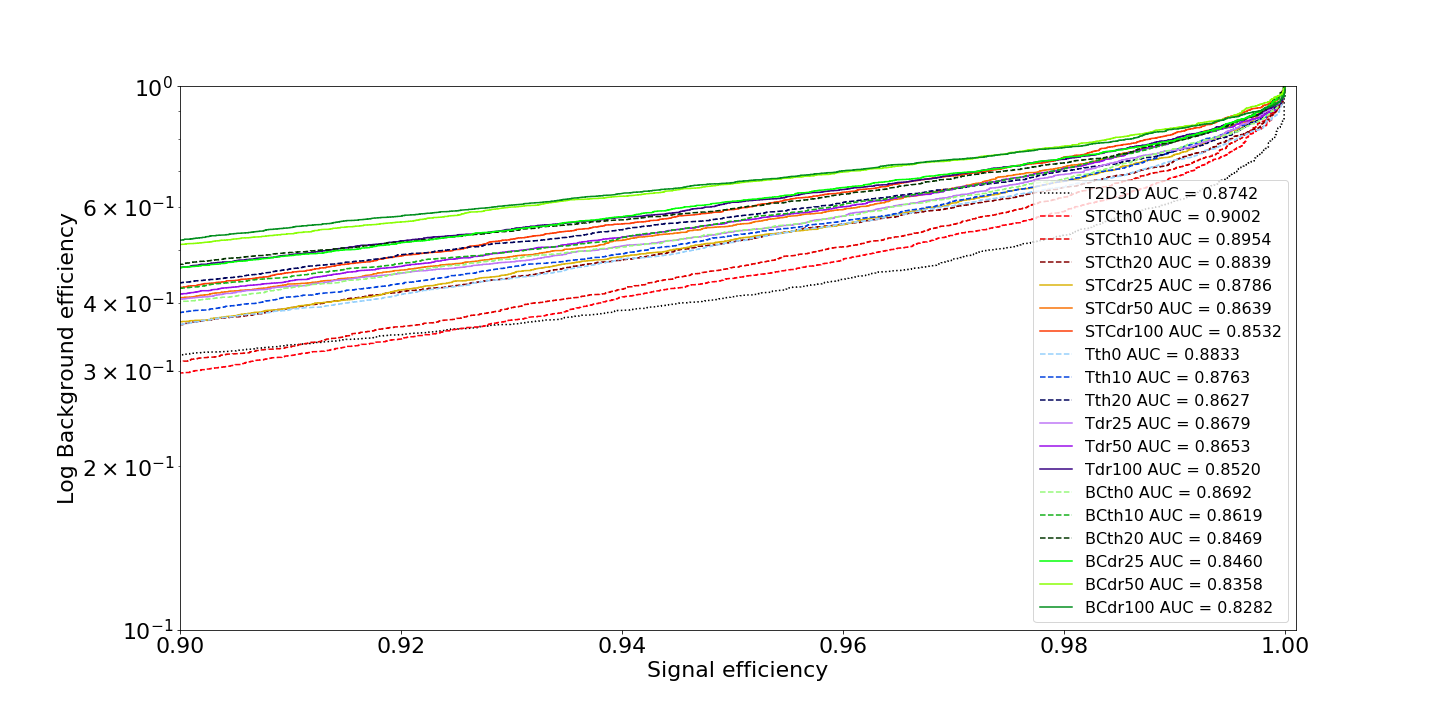 10^0
6 × 10^-1
4 × 10^-1
3 × 10^-1
2 × 10^-1
10^-1
Log Background efficiency
0.90 0.92 0.94 0.96 0.98 1.00
Signal efficiency
T2D3D AUC = 0.8742
STCth0 AUC = 0.9002
STCth10 AUC = 0.8954
STCth20 AUC = 0.8839
STCdr25 AUC = 0.8786
STCdr50 AUC = 0.8639
STCdr100 AUC = 0.8532
Tth0 AUC = 0.8833
Tth10 AUC = 0.8763
Tth20 AUC = 0.8627
Tdr25 AUC = 0.8679
Tdr50 AUC = 0.8653
Tdr100 AUC = 0.8520
BCth0 AUC = 0.8692
BCth10 AUC = 0.8619
BCth20 AUC = 0.8469
BCdr25 AUC = 0.8460
BCdr50 AUC = 0.8358
BCdr100 AUC = 0.8282